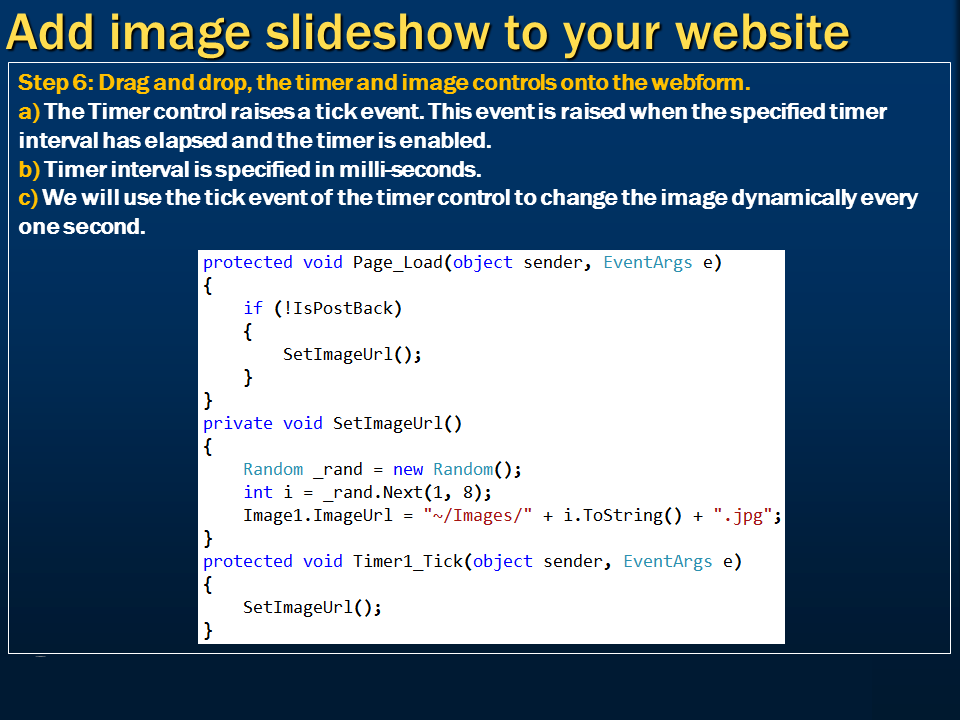 Add image slideshow to your website
Step 6: Drag and drop, the timer and image controls onto the webform.
a) The Timer control raises a tick event. This event is raised when the specified timer
interval has elapsed and the timer is enabled.
b) Timer interval is specified in milli-seconds.
c) We will use the tick event of the timer control to change the image dynamically every
one second.
protected void Page_Load(object sender, EventArgs e)
{
    if (!IsPostBack)
    {
        SetImageUrl();
    }
}
private void SetImageUrl()
{
    Random _rand = new Random();
    int i = _rand.Next(1, 8);
    Image1.ImageUrl = "~/Images/" + i.ToString() + ".jpg";
}
protected void Timer1_Tick(object sender, EventArgs e)
{
    SetImageUrl();
}